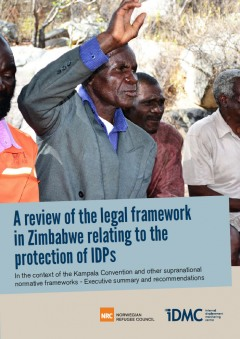 A review of the legal framework
in Zimbabwe relating to the
protection of IDPs
In the context of the Kampala Convention and other supranational
normative frameworks - Executive summary and recommendations
NRC
NORWEGIAN
REFUGEE COUNCIL
iDMC
internal
displacement
monitoring
centre